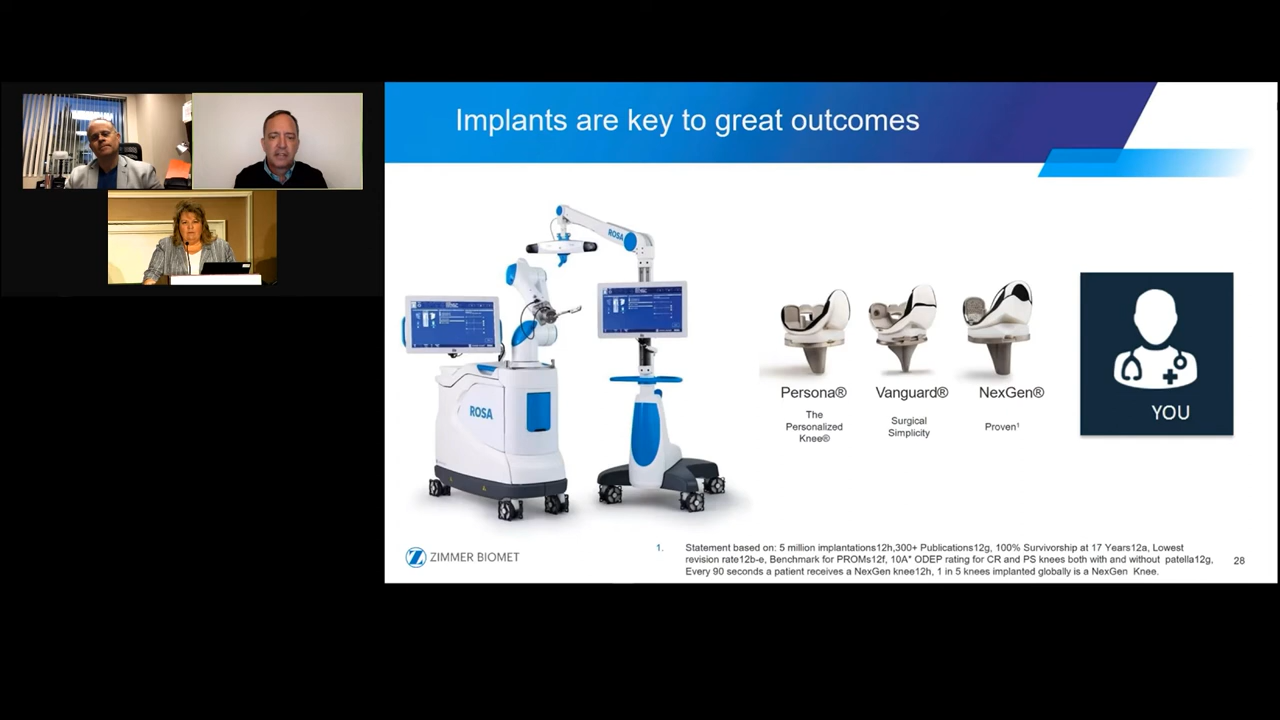 Implants are key to great outcomes
ROSA
ROSA
Persona®
Vanguard®
NexGen®
The
Personalized
Knee®
Surgical
Simplicity
Proven¹
YOU
ZIMMER BIOMET
1. Statement based on: 5 million implantations12h,300+ Publications12g, 100% Survivorship at 17 Years12a, Lowest
revision rate12b-e, Benchmark for PROMs12f, 10A* ODEP rating for CR and PS knees both with and without patella12g,
Every 90 seconds a patient receives a NexGen knee12h, 1 in 5 knees implanted globally is a NexGen Knee.
28